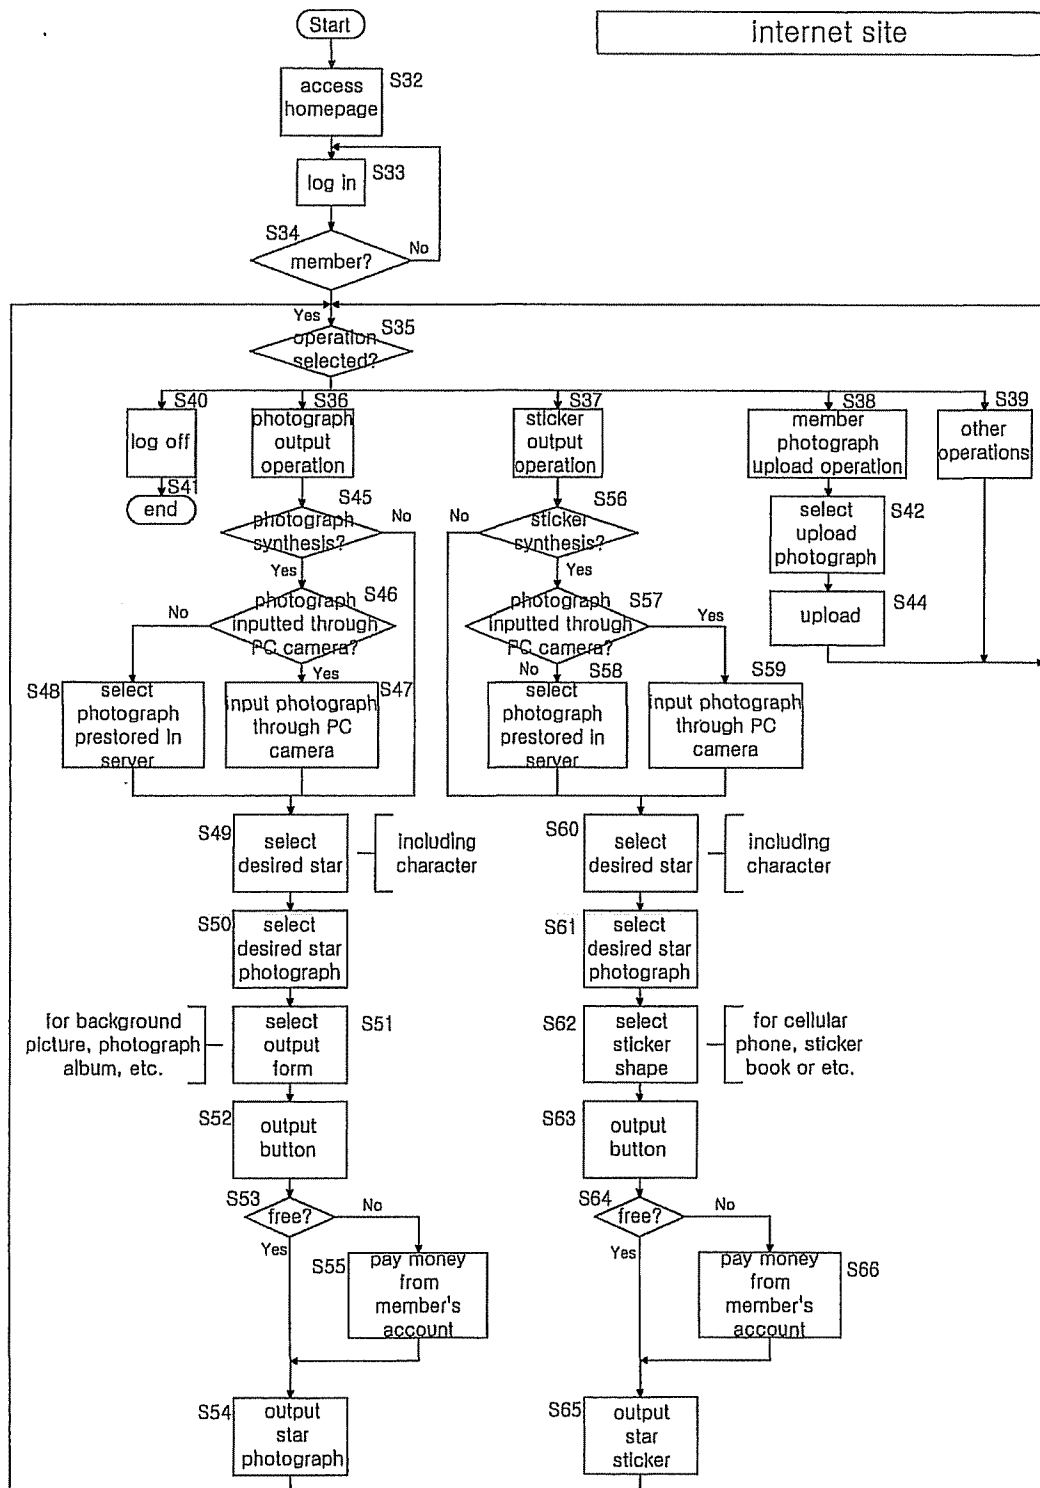 Start
internet site
S32
access
homepage
S33
log in
S34
member?
No
Yes
S35
operation
selected?
S40
log off
S41
end
S36
photograph
output
operation
S37
sticker
output
operation
S38
member
photograph
upload operation
S39
other
operations
S45
photograph
synthesis?
No
Yes
S56
No
sticker
synthesis?
Yes
S42
select
upload
photograph
S44
upload
S46
No
photograph
inputted through
PC camera?
Yes
S57
photograph
inputted through
PC camera?
Yes
No
S48
select
photograph
prestored in
server
S47
input photograph
through PC
camera
S58
select
photograph
prestored in
server
S59
input photograph
through PC
camera
S49
select
desired star
including
character
S60
select
desired star
including
character
S50
select
desired star
photograph
S61
select
desired star
photograph
for background
picture, photograph
album, etc.
select
output
form
S51
S62
select
sticker
shape
for cellular
phone, sticker
book or etc.
S52
output
button
S63
output
button
S53
free?
No
Yes
S64
free?
No
Yes
S55
pay money
from
member's
account
pay money
from
member's
account
S66
S54
output
star
photograph
S65
output
star
sticker